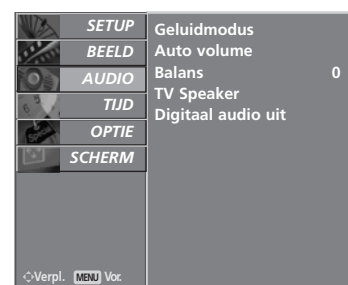 SETUP
BEELD
AUDIO
TIJD
OPTIE
SCHERM
Geluidmodus
Auto volume
Balans 0
TV Speaker
Digitaal audio uit
Verpl. MENU Vor.